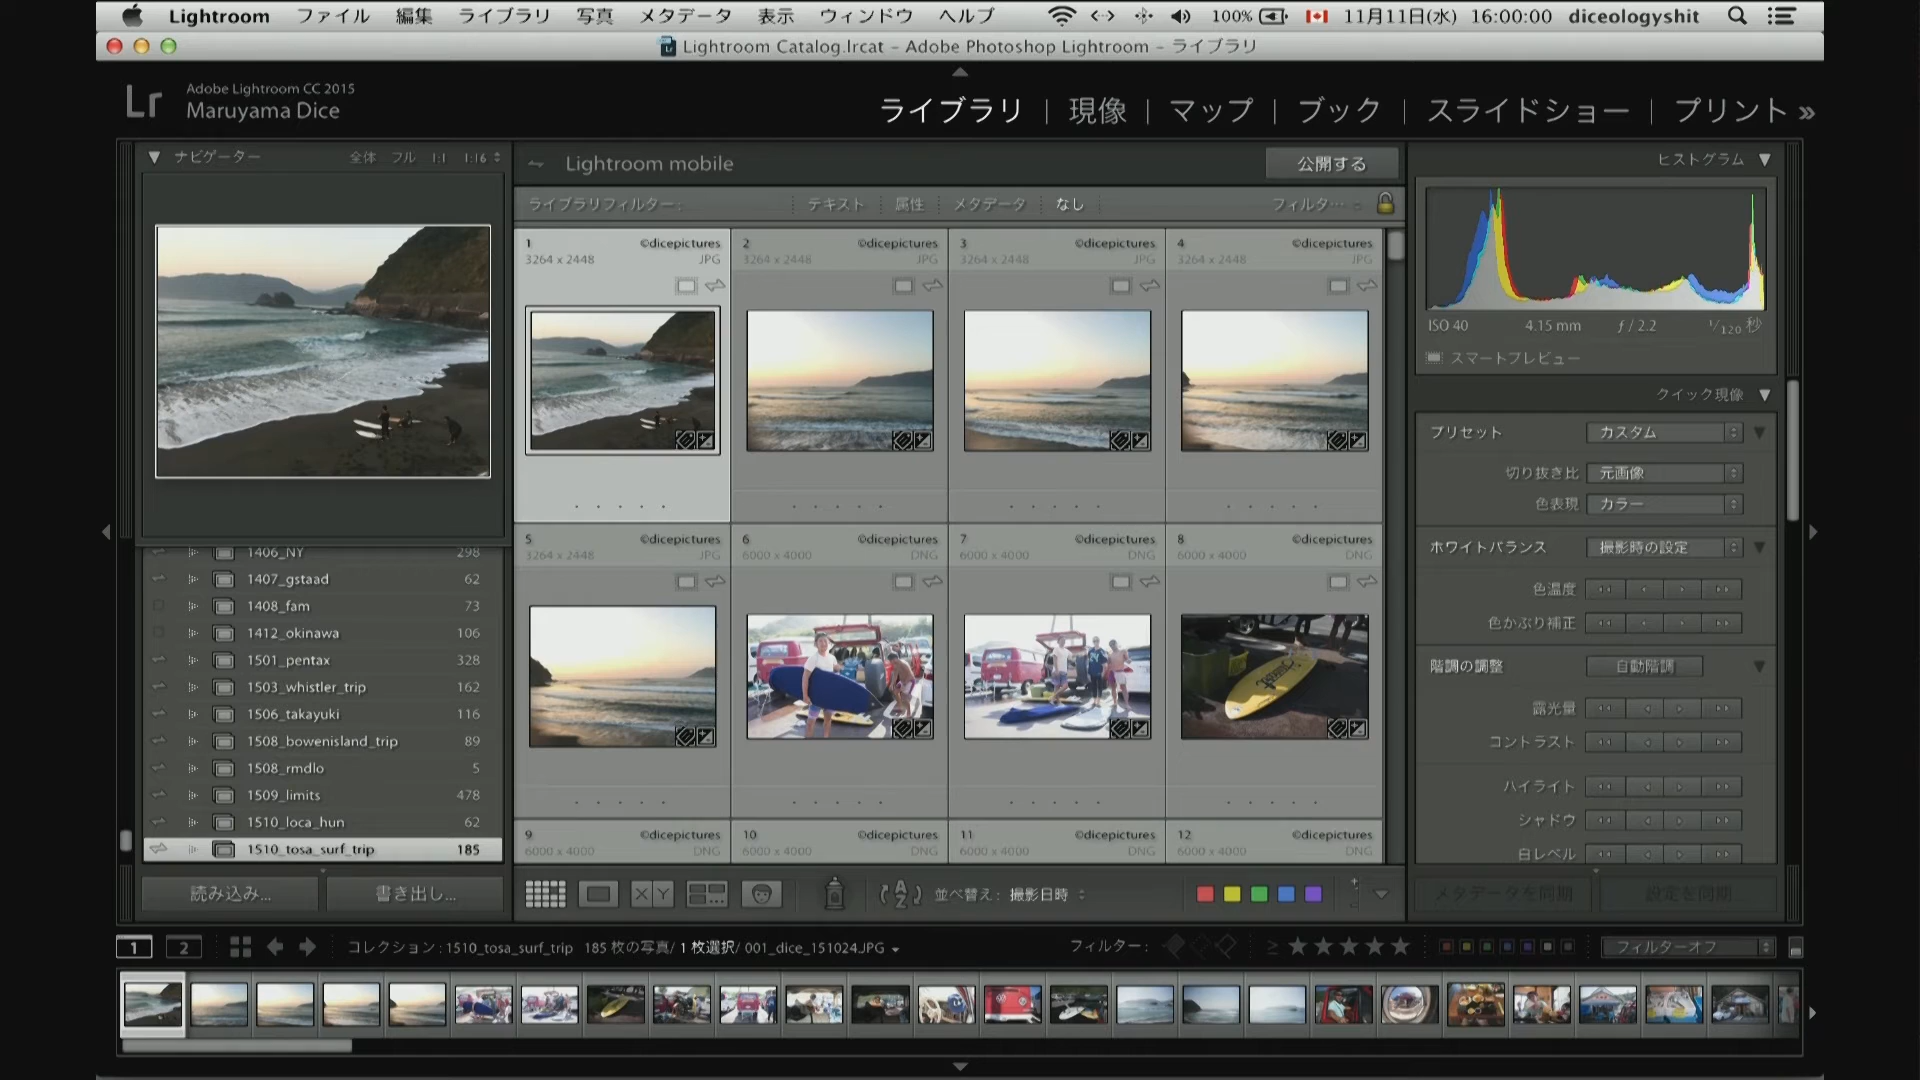 Lightroom ファイル 編集 ライブラリ 写真 メタデータ 表示 ウィンドウ ヘルプ 100% 11月11日(水) 16:00:00 diceologyshit
Lightroom Catalog.lrcat – Adobe Photoshop Lightroom – ライブラリ
Lr Adobe Lightroom CC 2015
Maruyama Dice
ライブラリ | 現像 | マップ | ブック | スライドショー | プリント »
ナビゲーター 全体 フル 1:1 1:16
Lightroom mobile 公開する
ヒストグラム
ライブラリフィルター: テキスト 属性 メタデータ なし フィルタ…
1 ©dicepictures 2 ©dicepictures 3 ©dicepictures 4 ©dicepictures
3264 x 2448 JPG 3264 x 2448 JPG 3264 x 2448 JPG 3264 x 2448 JPG
ISO 40 4.15 mm ƒ / 2.2 1/120 秒
スマートプレビュー
クイック現像
プリセット カスタム
切り抜き比 元画像
色表現 カラー
ホワイトバランス 撮影時の設定
色温度
色かぶり補正
階調の調整 自動階調
露光量
コントラスト
ハイライト
シャドウ
白レベル
5 ©dicepictures 6 ©dicepictures 7 ©dicepictures 8 ©dicepictures
3264 x 2448 JPG 6000 x 4000 DNG 6000 x 4000 DNG 6000 x 4000 DNG
1406_NY 298
1407_gstaad 62
1408_fam 73
1412_okinawa 106
1501_pentax 328
1503_whistler_trip 162
1506_takayuki 116
1508_bowenisland_trip 89
1508_rmdlo 5
1509_limits 478
1510_loca_hun 62
1510_tosa_surf_trip 185
9 ©dicepictures 10 ©dicepictures 11 ©dicepictures 12 ©dicepictures
6000 x 4000 DNG 6000 x 4000 DNG 6000 x 4000 DNG 6000 x 4000 DNG
読み込み... 書き出し... X Y 並べ替え: 撮影日時 メタデータを同期 設定を同期
1 2 コレクション : 1510_tosa_surf_trip 185 枚の写真/ 1 枚選択/ 001_dice_151024.JPG フィルター : ≥ ★★★★★ フィルターオフ